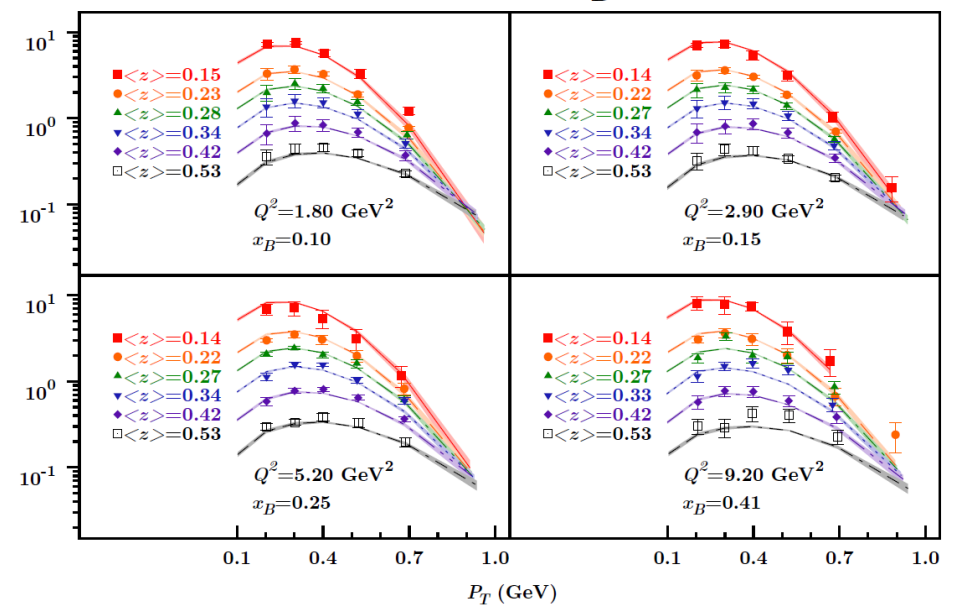 B
10¹
10⁰
10⁻¹
<z>=0.15
<z>=0.23
<z>=0.28
<z>=0.34
<z>=0.42
<z>=0.53
Q²=1.80 GeV²
x_B=0.10
<z>=0.14
<z>=0.22
<z>=0.27
<z>=0.33
<z>=0.42
<z>=0.53
Q²=2.90 GeV²
x_B=0.15
10¹
10⁰
10⁻¹
<z>=0.14
<z>=0.22
<z>=0.27
<z>=0.34
<z>=0.42
<z>=0.53
Q²=5.20 GeV²
x_B=0.25
<z>=0.14
<z>=0.22
<z>=0.27
<z>=0.33
<z>=0.42
<z>=0.53
Q²=9.20 GeV²
x_B=0.41
0.1 0.4 0.7 1.0 0.1 0.4 0.7 1.0
P_T (GeV)